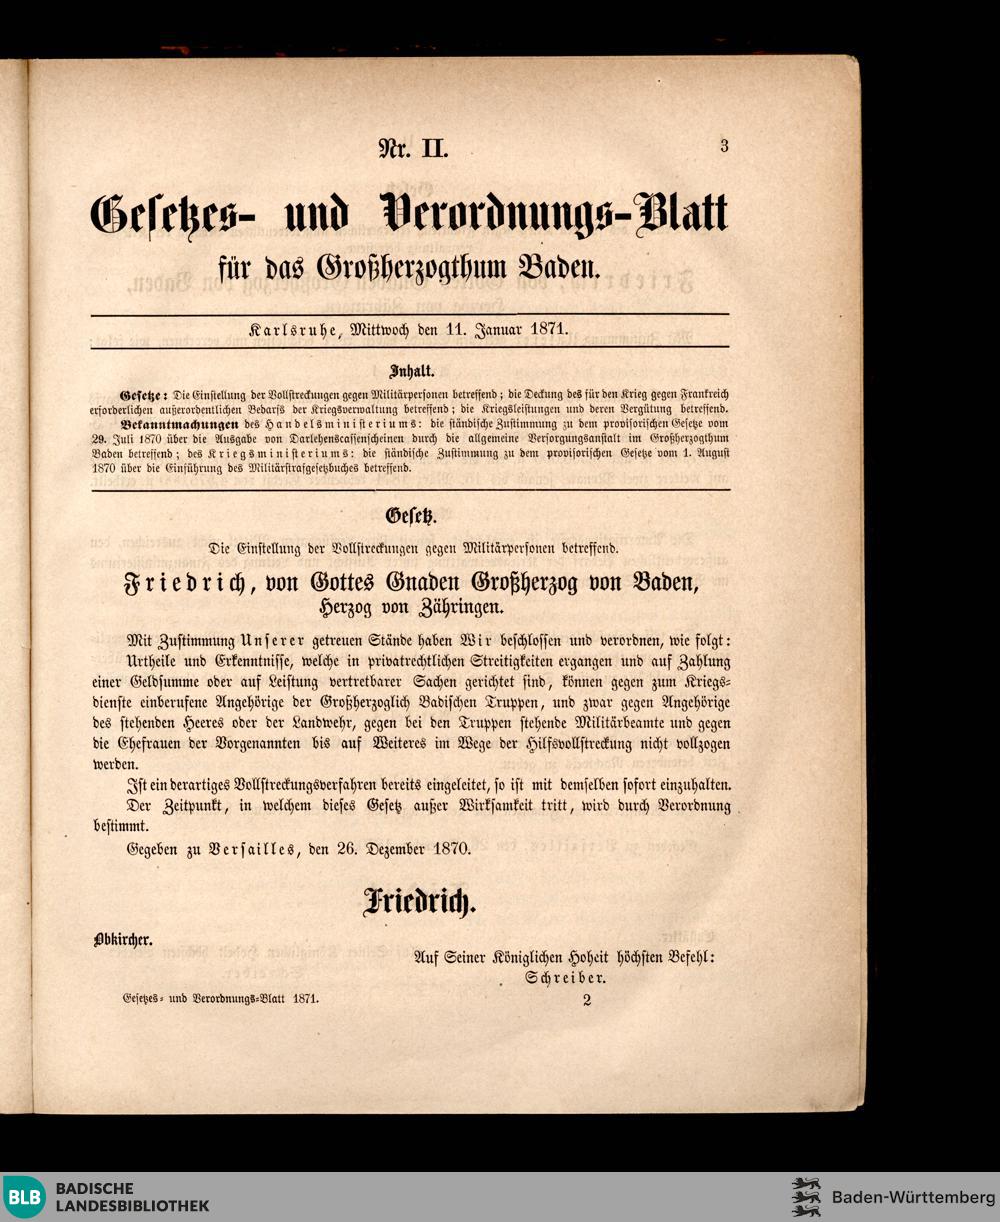 Nr. II.
3
Gesetzes- und Verordnungs-Blatt
für das Großherzogthum Baden.
Karlsruhe, Mittwoch den 11. Januar 1871.
Inhalt.
Gesetze: Die Einstellung der Vollstreckungen gegen Militärpersonen betreffend; die Deckung des für den Krieg gegen Frankreich
erforderlichen außerordentlichen Bedarfs der Kriegsverwaltung betreffend; die Kriegsleistungen und deren Vergütung betreffend.
Bekanntmachungen des Handelsministeriums: die ständische Zustimmung zu dem provisorischen Gesetze vom
29. Juli 1870 über die Ausgabe von Darlehenscassenscheinen durch die allgemeine Versorgungsanstalt im Großherzogthum
Baden betreffend; des Kriegsministeriums: die ständische Zustimmung zu dem provisorischen Gesetze vom 1. August
1870 über die Einführung des Militärstrafgesetzbuches betreffend.
Gesetz.
Die Einstellung der Vollstreckungen gegen Militärpersonen betreffend.
Friedrich, von Gottes Gnaden Großherzog von Baden,
Herzog von Zähringen.
Mit Zustimmung Unserer getreuen Stände haben Wir beschlossen und verordnen, wie folgt:
Urtheile und Erkenntnisse, welche in privatrechtlichen Streitigkeiten ergangen und auf Zahlung
einer Geldsumme oder auf Leistung vertretbarer Sachen gerichtet sind, können gegen zum Kriegs-
dienste einberufene Angehörige der Großherzoglich Badischen Truppen, und zwar gegen Angehörige
des stehenden Heeres oder der Landwehr, gegen bei den Truppen stehende Militärbeamte und gegen
die Ehefrauen der Vorgenannten bis auf Weiteres im Wege der Hilfsvollstreckung nicht vollzogen
werden.
Ist ein derartiges Vollstreckungsverfahren bereits eingeleitet, so ist mit demselben sofort einzuhalten.
Der Zeitpunkt, in welchem dieses Gesetz außer Wirksamkeit tritt, wird durch Verordnung
bestimmt.
Gegeben zu Versailles, den 26. Dezember 1870.
Friedrich.
Obkircher.
Auf Seiner Königlichen Hoheit höchsten Befehl:
Schreiber.
Gesetzes- und Verordnungs-Blatt 1871.
2
BLB
BADISCHE
LANDESBIBLIOTHEK
Baden-Württemberg